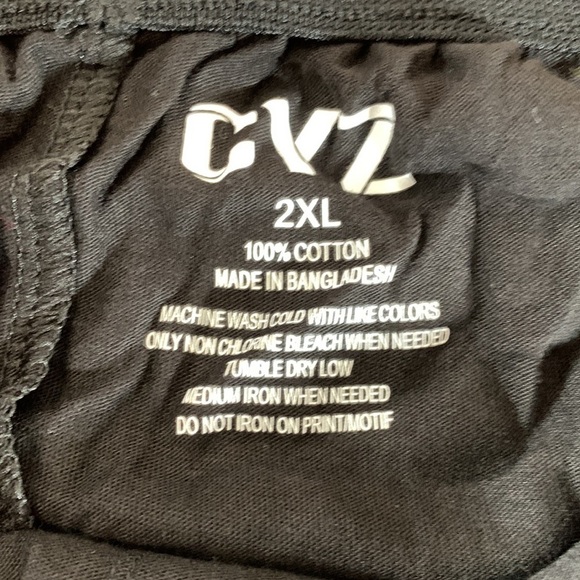 CVZ
2XL
100% COTTON
MADE IN BANGLADESH
MACHINE WASH COLD WITH LIKE COLORS
ONLY NON CHLORINE BLEACH WHEN NEEDED
TUMBLE DRY LOW
MEDIUM IRON WHEN NEEDED
DO NOT IRON ON PRINT/MOTIF